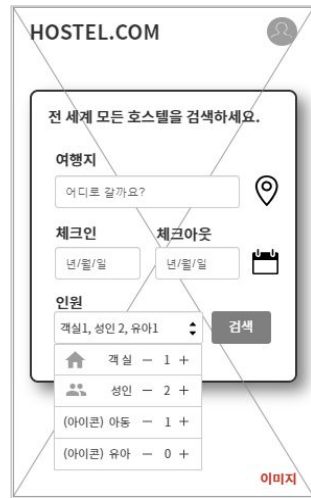 HOSTEL.COM
전 세계 모든 호스텔을 검색하세요.
여행지
어디로 갈까요?
체크인 체크아웃
년/월/일 년/월/일
인원
객실1, 성인 2, 유아1 검색
객 실 — 1 +
성인 — 2 +
(아이콘) 아동 — 1 +
(아이콘) 유아 — 0 +
이미지